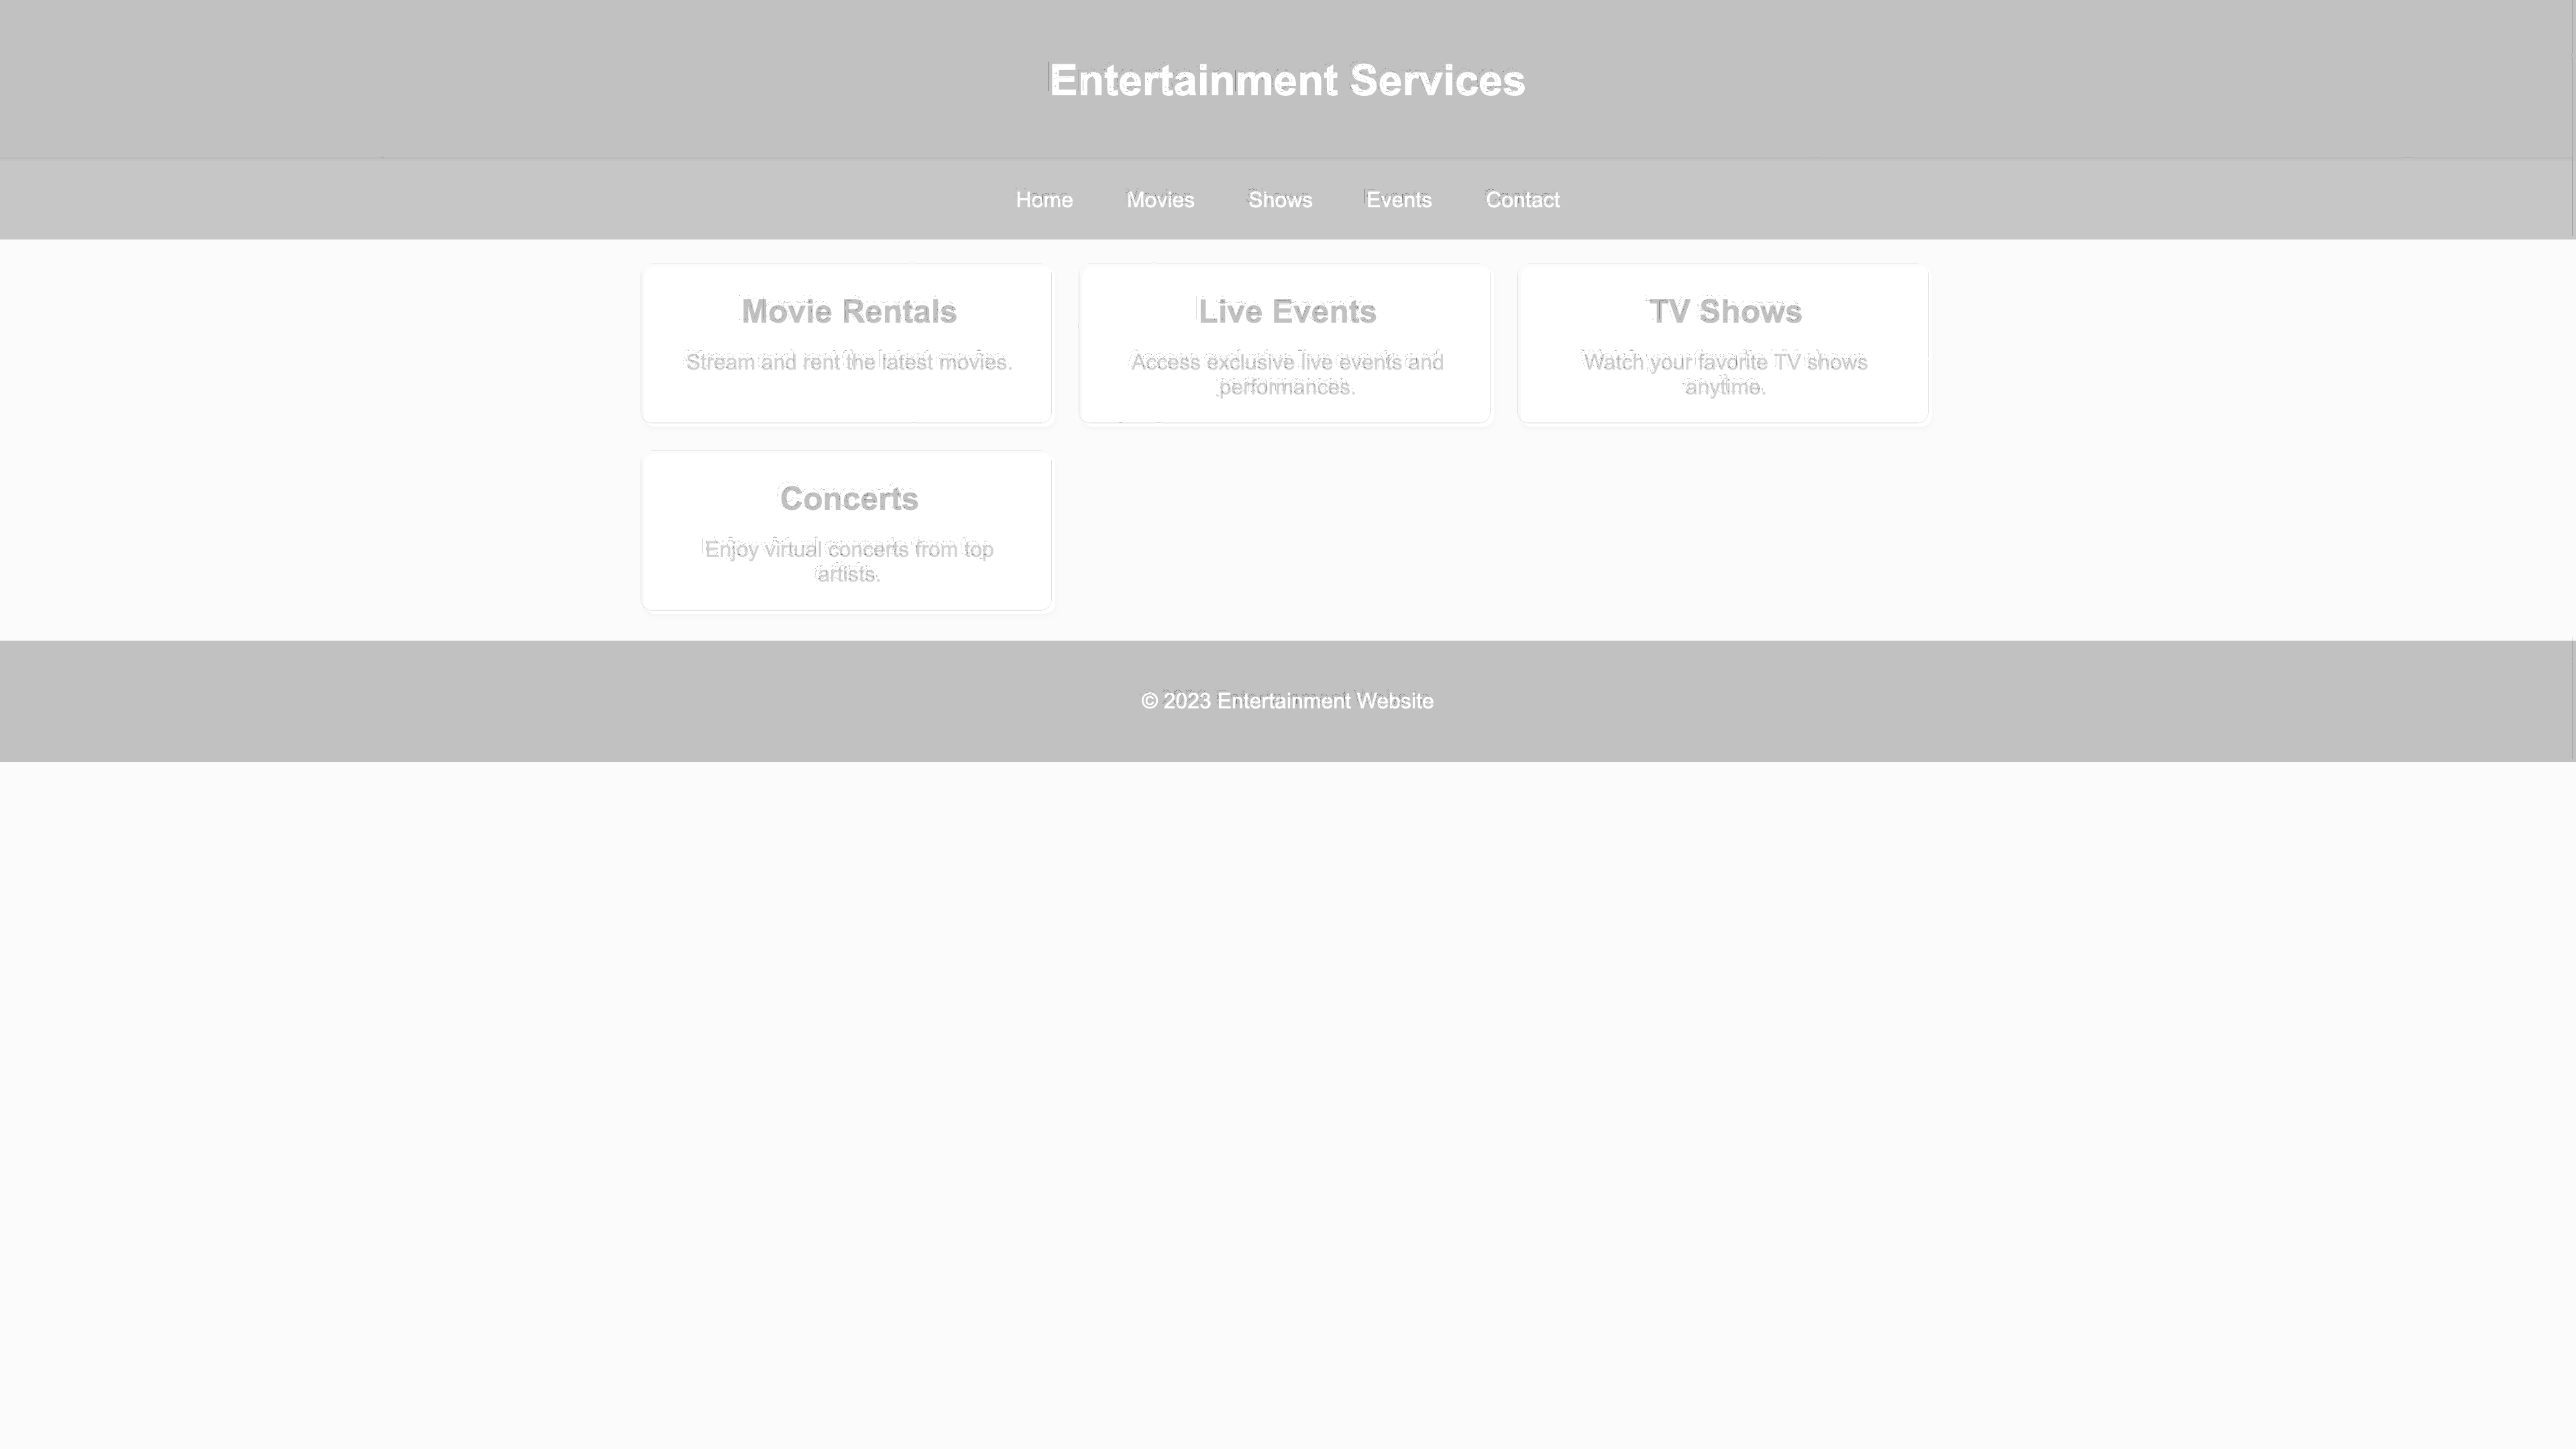 Entertainment Services
Home Movies Shows Events Contact
Movie Rentals
Stream and rent the latest movies.
Live Events
Access exclusive live events and
performances.
TV Shows
Watch your favorite TV shows
anytime.
Concerts
Enjoy virtual concerts from top
artists.
© 2023 Entertainment Website